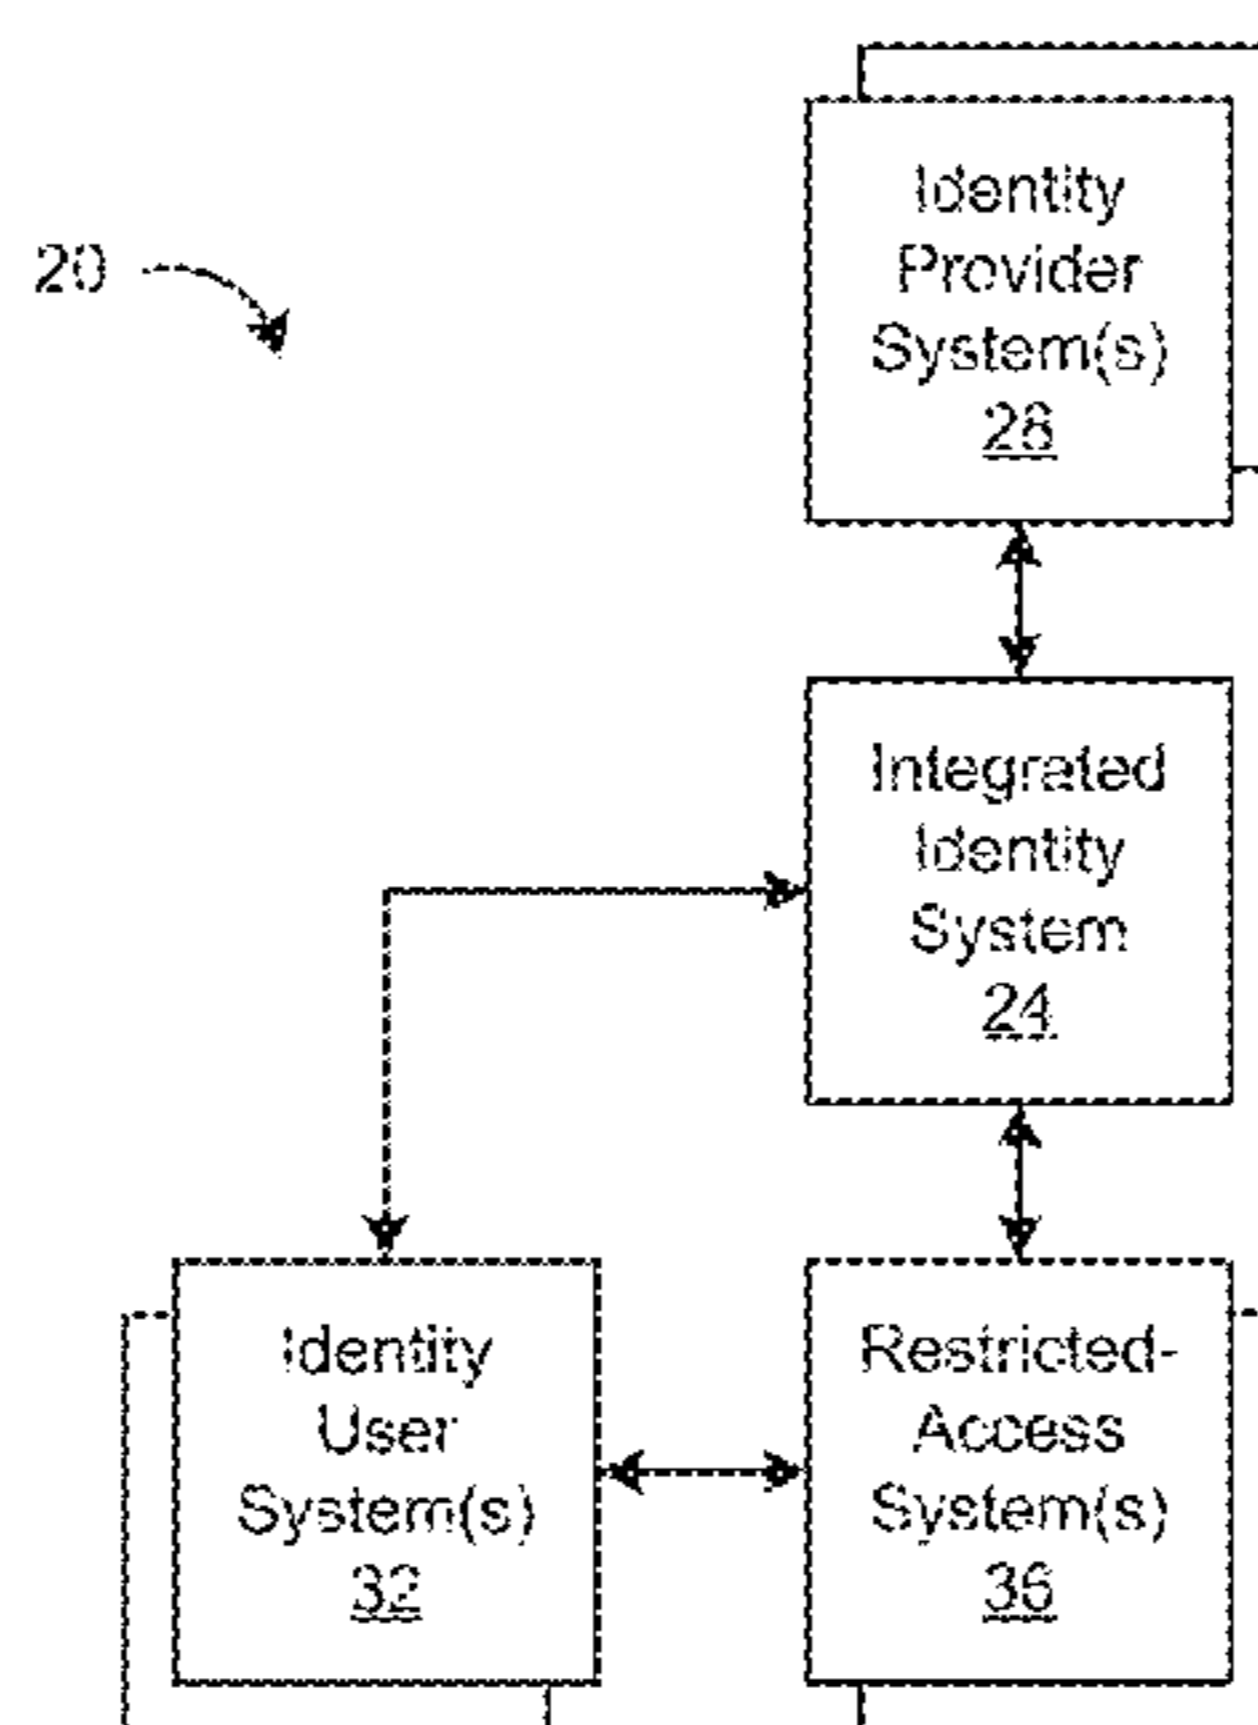 20
Identity
Provider
System(s)
28
Integrated
Identity
System
24
Identity
User
System(s)
32
Restricted-
Access
System(s)
36